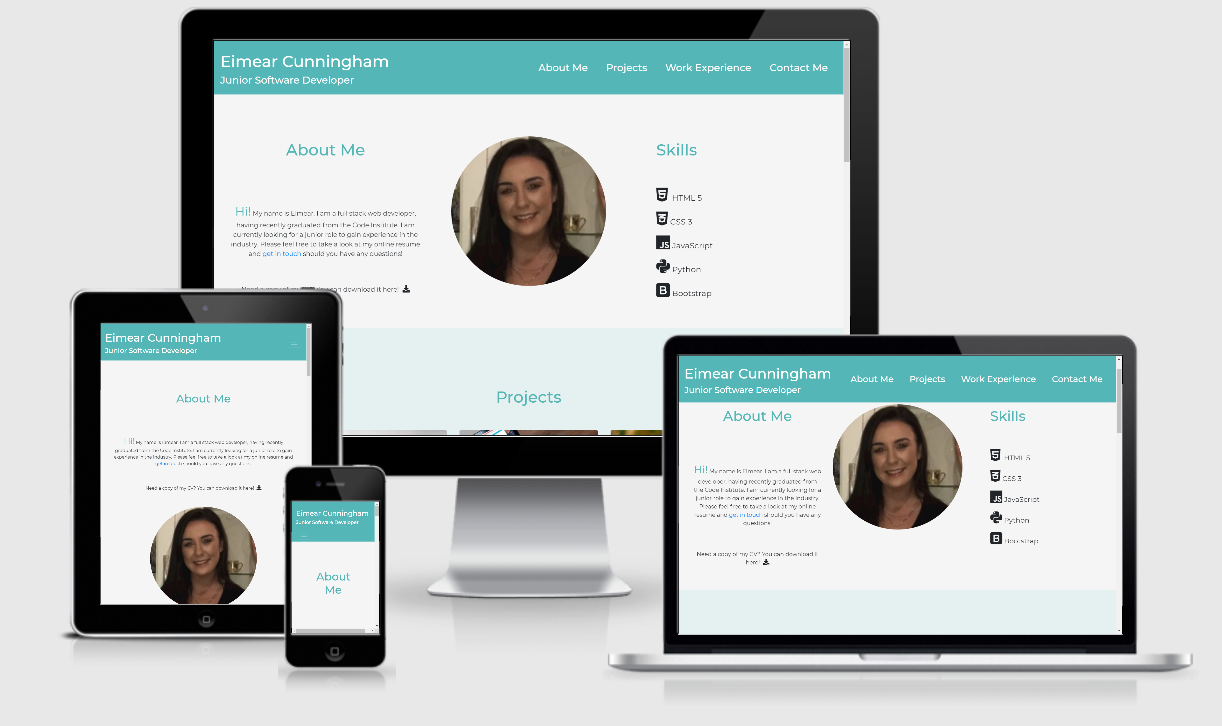 Eimear Cunningham
Junior Software Developer
About Me Projects Work Experience Contact Me
About Me
Hi! My name is Eimear. I am a full stack web developer,
having recently graduated from the Code Institute. I am
currently looking for a junior role to gain experience in the
industry. Please feel free to take a look at my online resume
and get in touch should you have any questions!
Need a copy of my can download it here!
Skills
HTML 5
CSS 3
JS JavaScript
Python
B Bootstrap
Projects
Eimear Cunningham
Junior Software Developer
About Me
Hi! My name is Eimear. I am a full stack web developer, having recently
graduated from the Code Institute. I am currently looking for a junior role to gain
experience in the industry. Please feel free to take a look at my online resume and
get in touch should you have any questions!
Need a copy of my CV? You can download it here!
Eimear Cunningham
Junior Software Developer
About
Me
Eimear Cunningham
Junior Software Developer
About Me Projects Work Experience Contact Me
About Me
Hi! My name is Eimear. I am a full stack web
developer, having recently graduated from
the Code Institute. I am currently looking for a
junior role to gain experience in the industry.
Please feel free to take a look at my online
resume and get in touch should you have any
questions!
Need a copy of my CV? You can download it
here!
Skills
HTML 5
CSS 3
JS JavaScript
Python
B Bootstrap